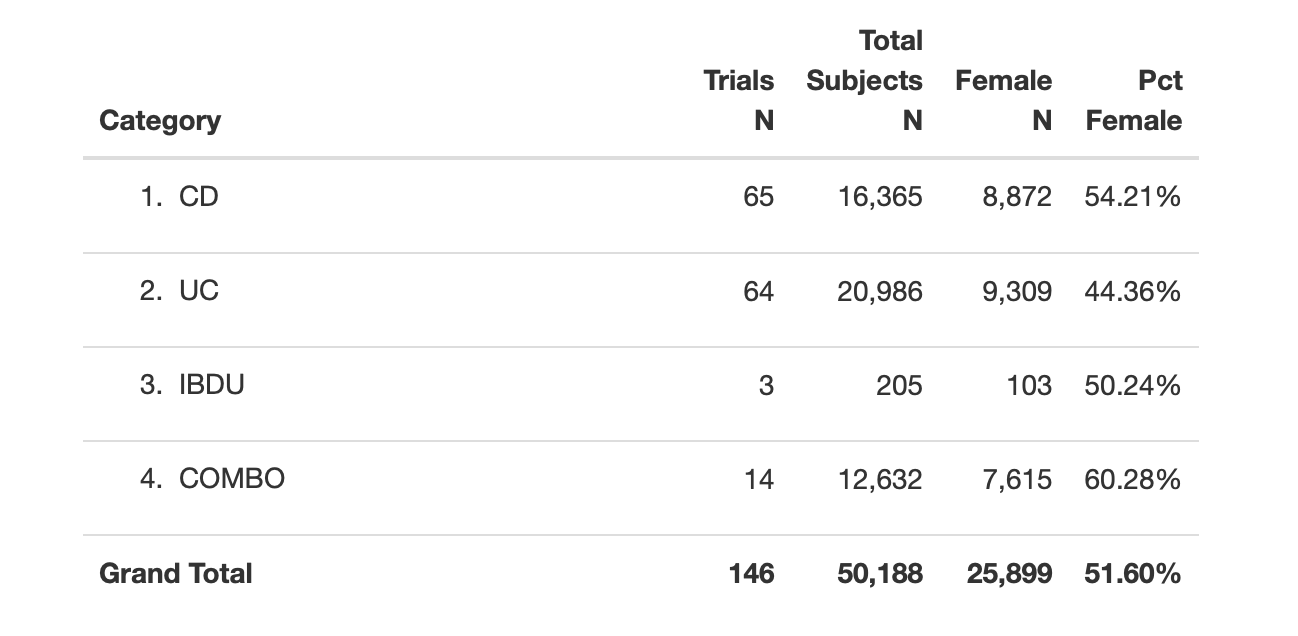 Total
Trials Subjects Female Pct
Category N N N Female
1. CD 65 16,365 8,872 54.21%
2. UC 64 20,986 9,309 44.36%
3. IBDU 3 205 103 50.24%
4. COMBO 14 12,632 7,615 60.28%
Grand Total 146 50,188 25,899 51.60%